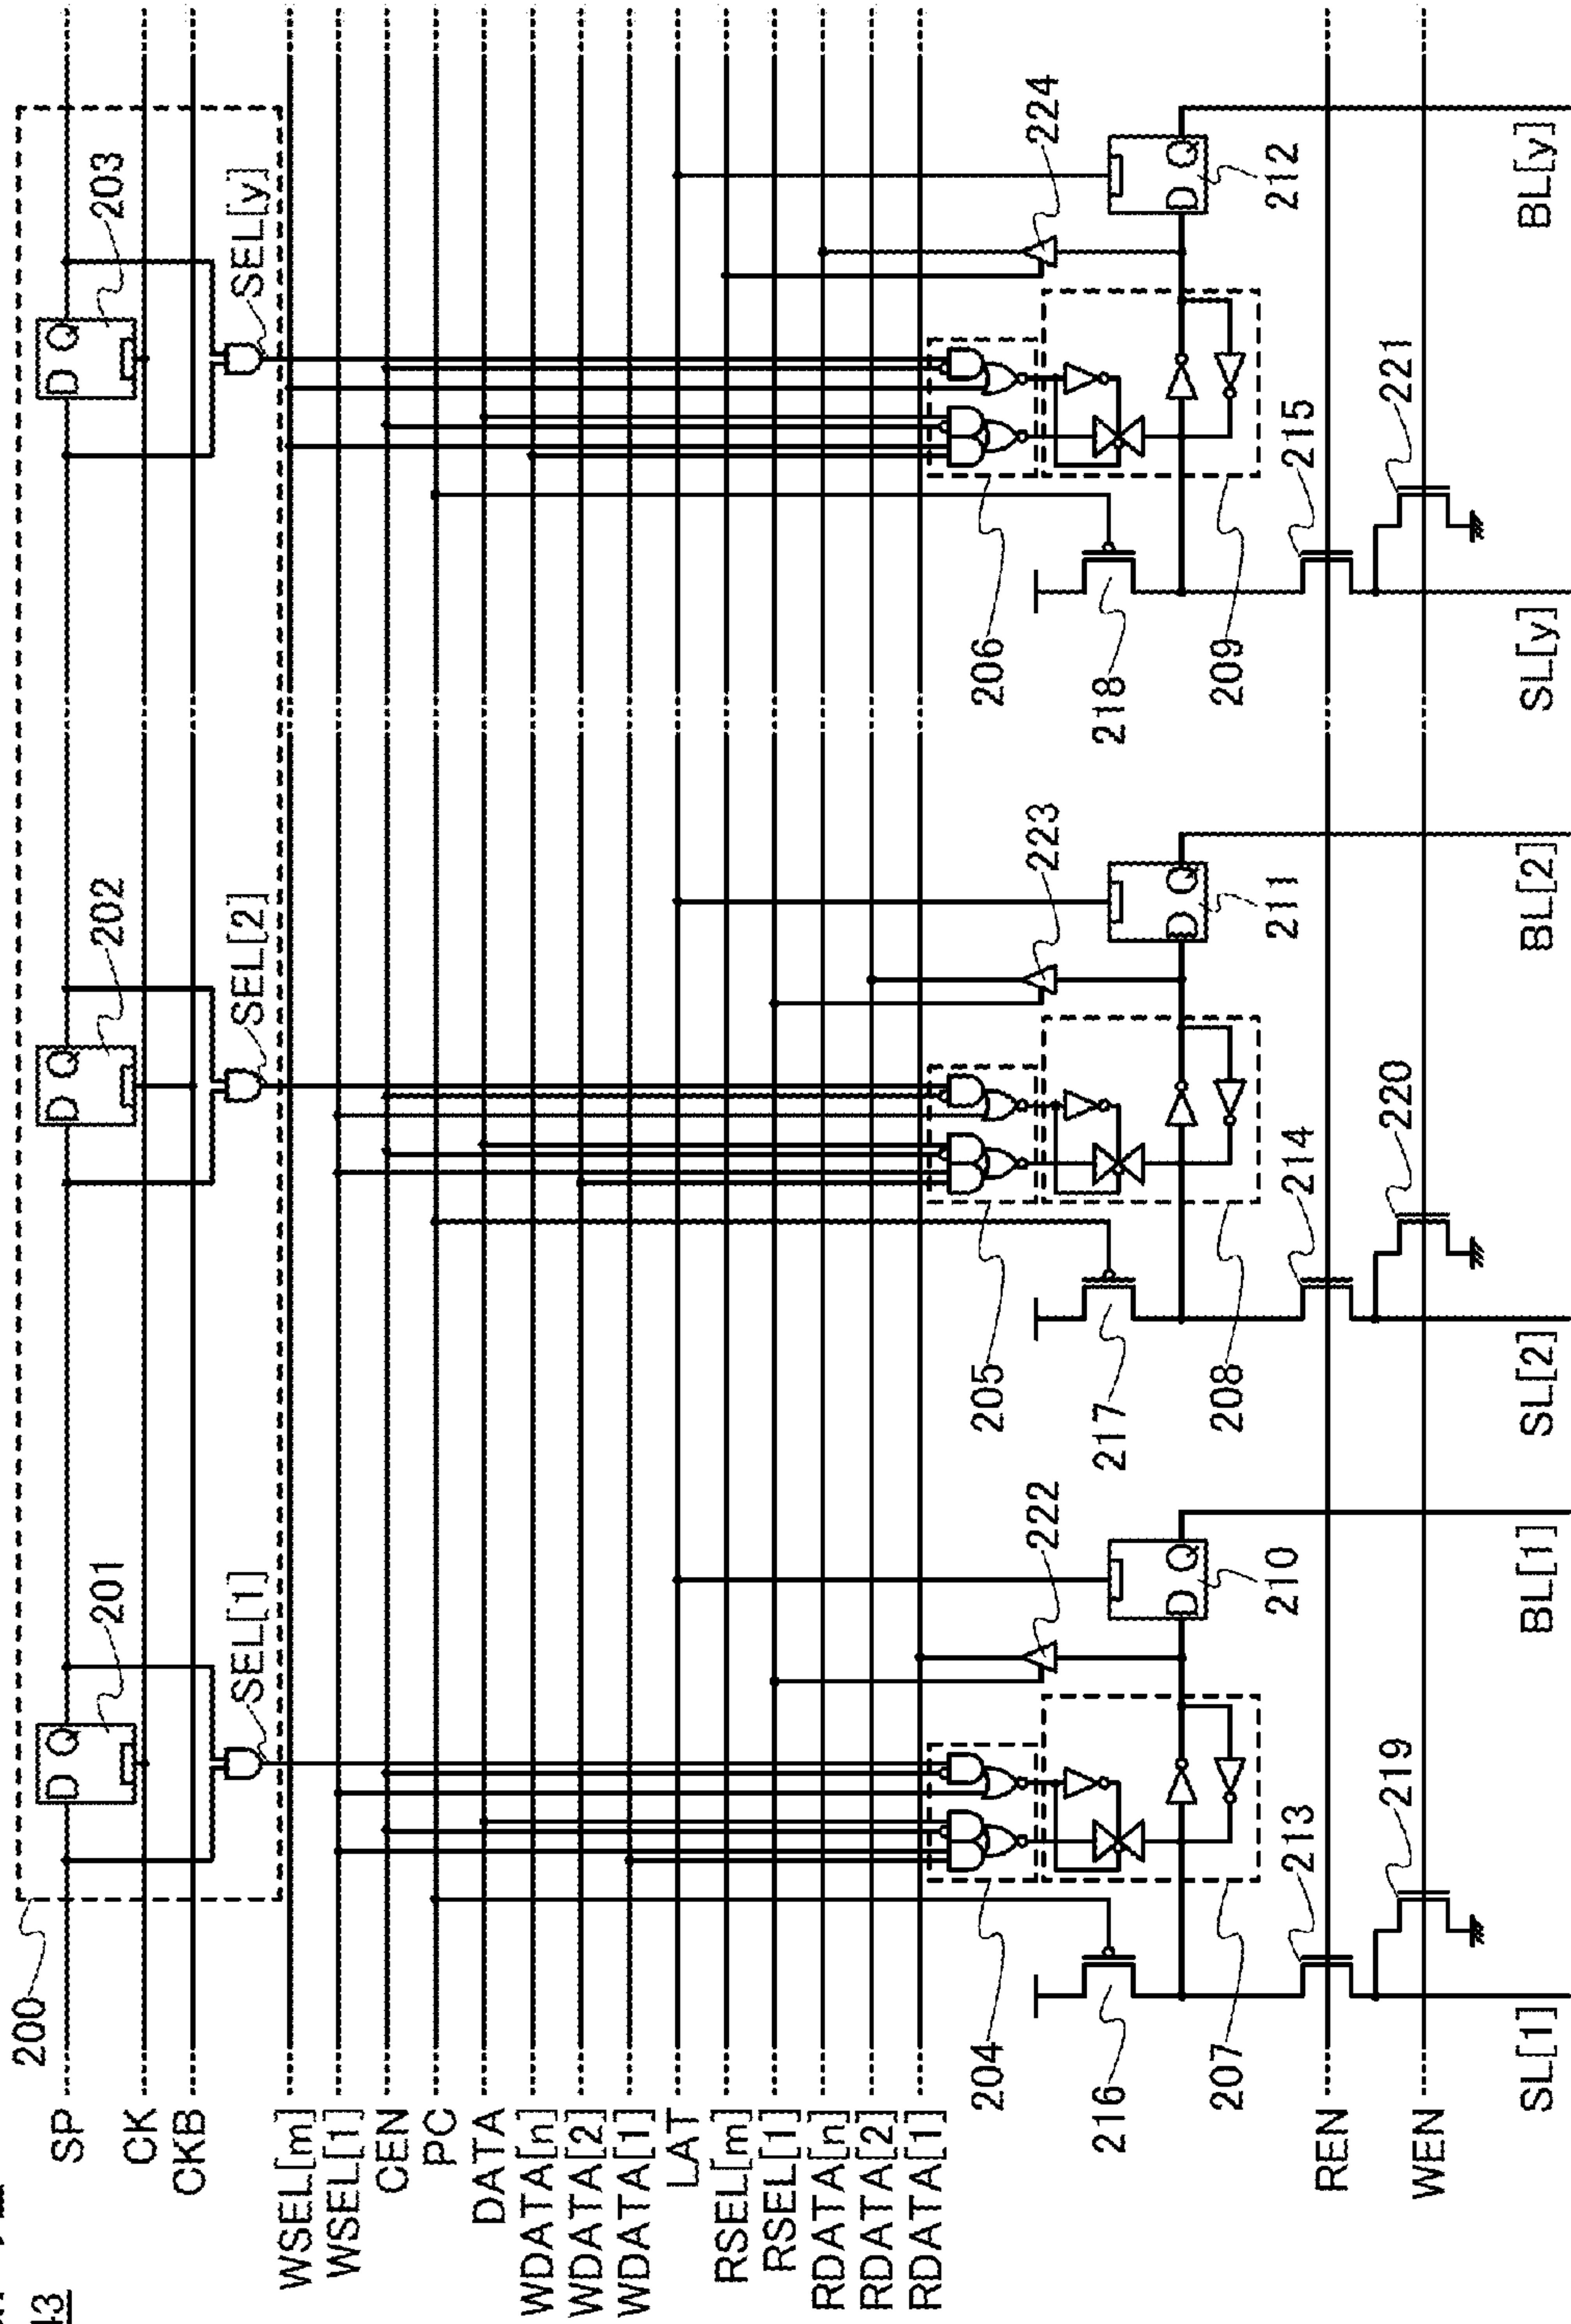 43
200
SP
CK
CKB
WSEL[m]
WSEL[1]
CEN
PC
DATA
WDATA[n]
WDATA[2]
WDATA[1]
LAT
RSEL[m]
RSEL[1]
RDATA[n]
RDATA[2]
RDATA[1]
REN
WEN
D Q
201
SEL[1]
D Q
202
SEL[2]
D Q
203
SEL[y]
204
205
206
216
222
217
223
218
224
D Q
210
D Q
211
D Q
212
207
213
208
214
209
215
219
220
221
SL[1]
BL[1]
SL[2]
BL[2]
SL[y]
BL[y]